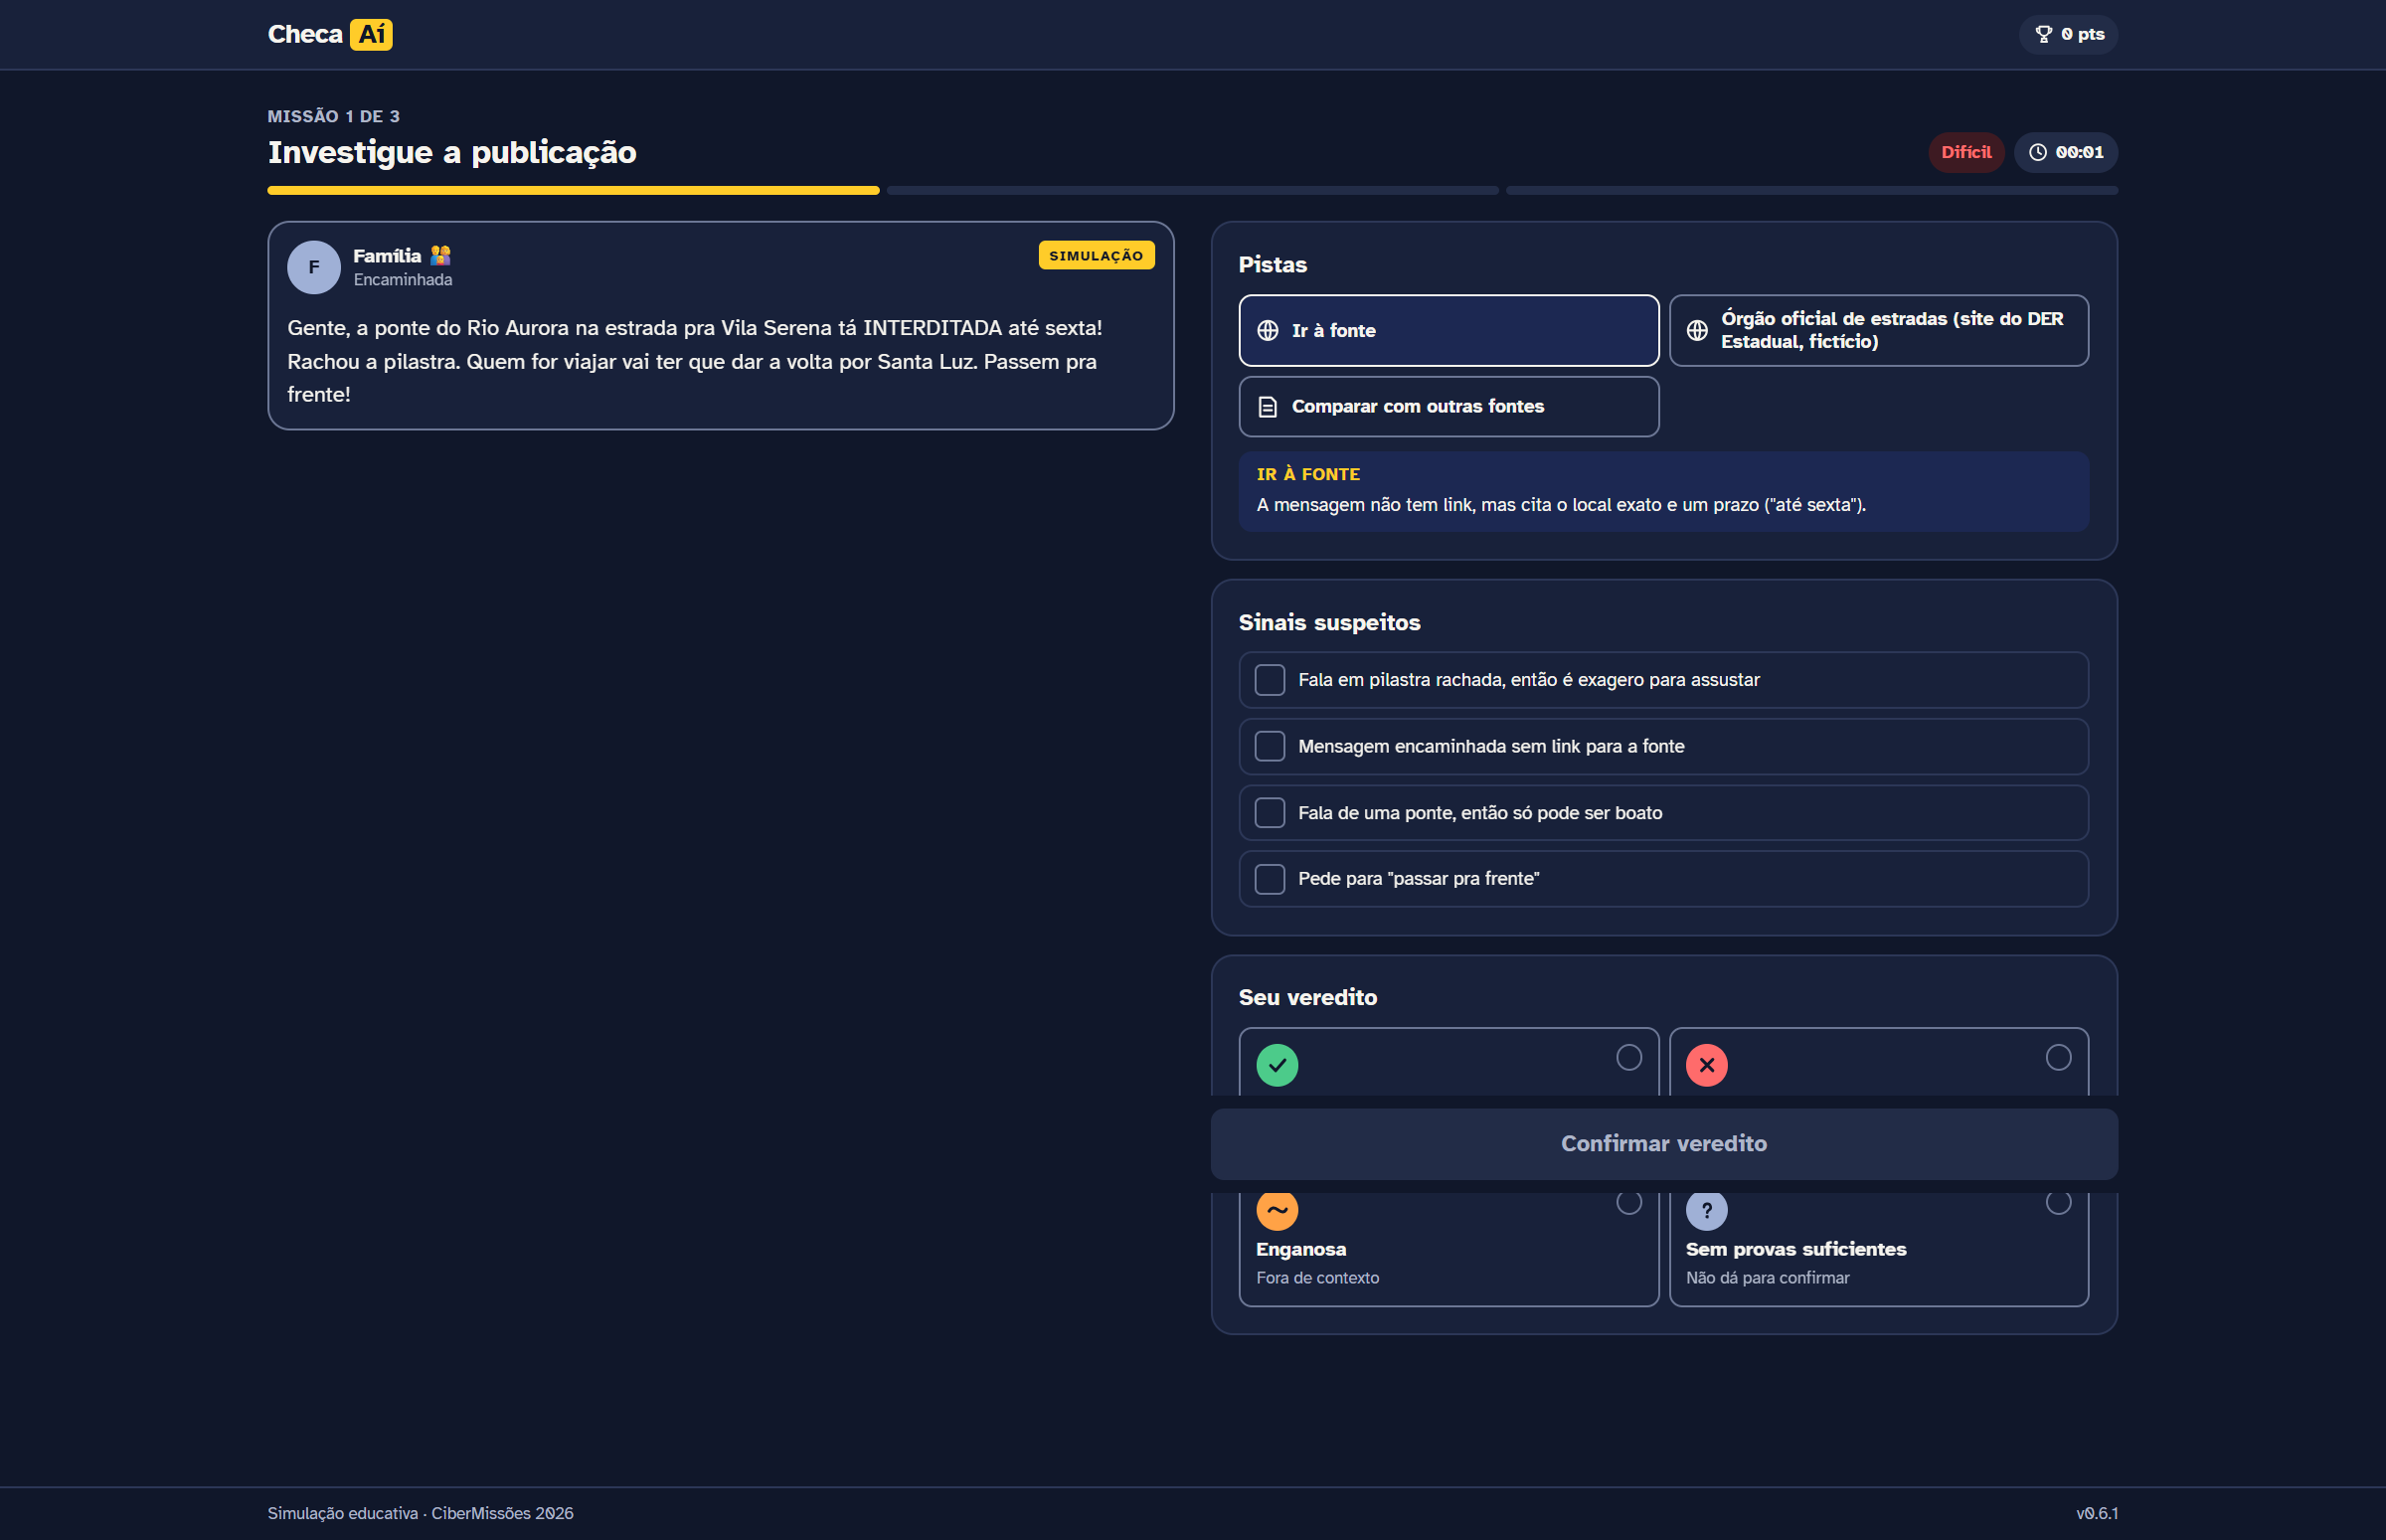 Checa Aí
0 pts
MISSÃO 1 DE 3
Investigue a publicação
Difícil
00:01
F
Família
Encaminhada
SIMULAÇÃO
Gente, a ponte do Rio Aurora na estrada pra Vila Serena tá INTERDITADA até sexta!
Rachou a pilastra. Quem for viajar vai ter que dar a volta por Santa Luz. Passem pra
frente!
Pistas
Ir à fonte
Órgão oficial de estradas (site do DER
Estadual, fictício)
Comparar com outras fontes
IR À FONTE
A mensagem não tem link, mas cita o local exato e um prazo ("até sexta").
Sinais suspeitos
Fala em pilastra rachada, então é exagero para assustar
Mensagem encaminhada sem link para a fonte
Fala de uma ponte, então só pode ser boato
Pede para "passar pra frente"
Seu veredito
Confirmar veredito
?
Enganosa
Fora de contexto
Sem provas suficientes
Não dá para confirmar
Simulação educativa · CiberMissões 2026
v0.6.1